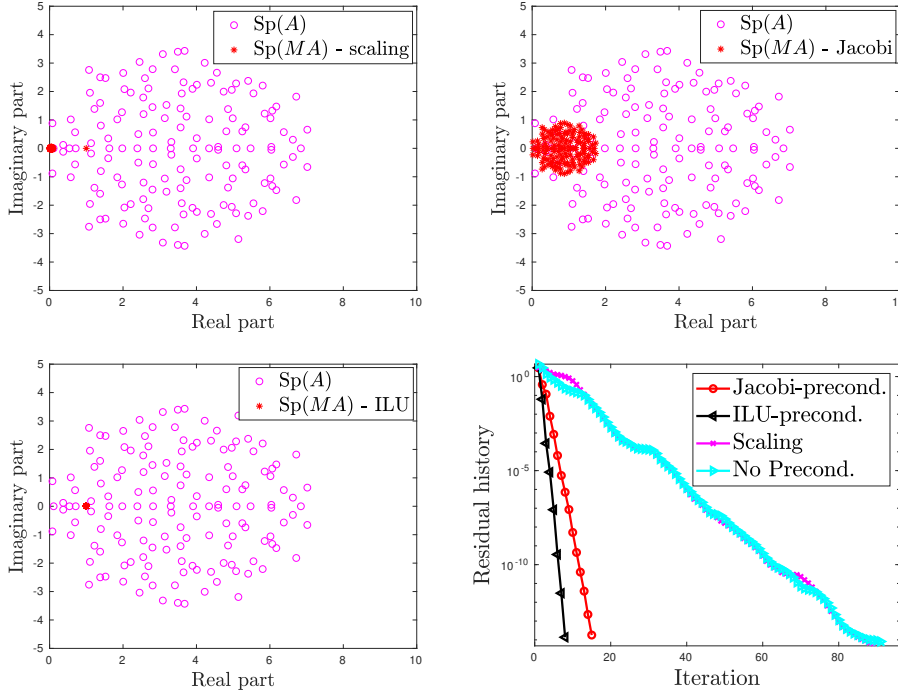 5
4
3
2
1
0
-1
-2
-3
-4
-5
0 2 4 6 8 10
Imaginary part
Real part
Sp(A)
Sp(MA) - scaling
5
4
3
2
1
0
-1
-2
-3
-4
-5
0 2 4 6 8 10
Imaginary part
Real part
Sp(A)
Sp(MA) - Jacobi
5
4
3
2
1
0
-1
-2
-3
-4
-5
0 2 4 6 8 10
Imaginary part
Real part
Sp(A)
Sp(MA) - ILU
10^0
10^-5
10^-10
0 20 40 60 80
Residual history
Iteration
Jacobi-precond.
ILU-precond.
Scaling
No Precond.